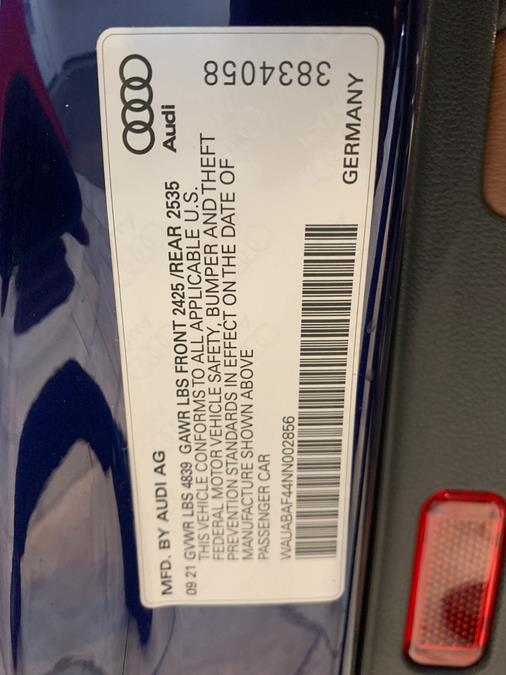 MFD. BY AUDI AG
09 21 GVWR LBS 4839 GAWR LBS FRONT 2425 /REAR 2535
THIS VEHICLE CONFORMS TO ALL APPLICABLE U.S.
FEDERAL MOTOR VEHICLE SAFETY, BUMPER AND THEFT
PREVENTION STANDARDS IN EFFECT ON THE DATE OF
MANUFACTURE SHOWN ABOVE
PASSENGER CAR
WAUABAF44NN002856
Audi
3834058
GERMANY